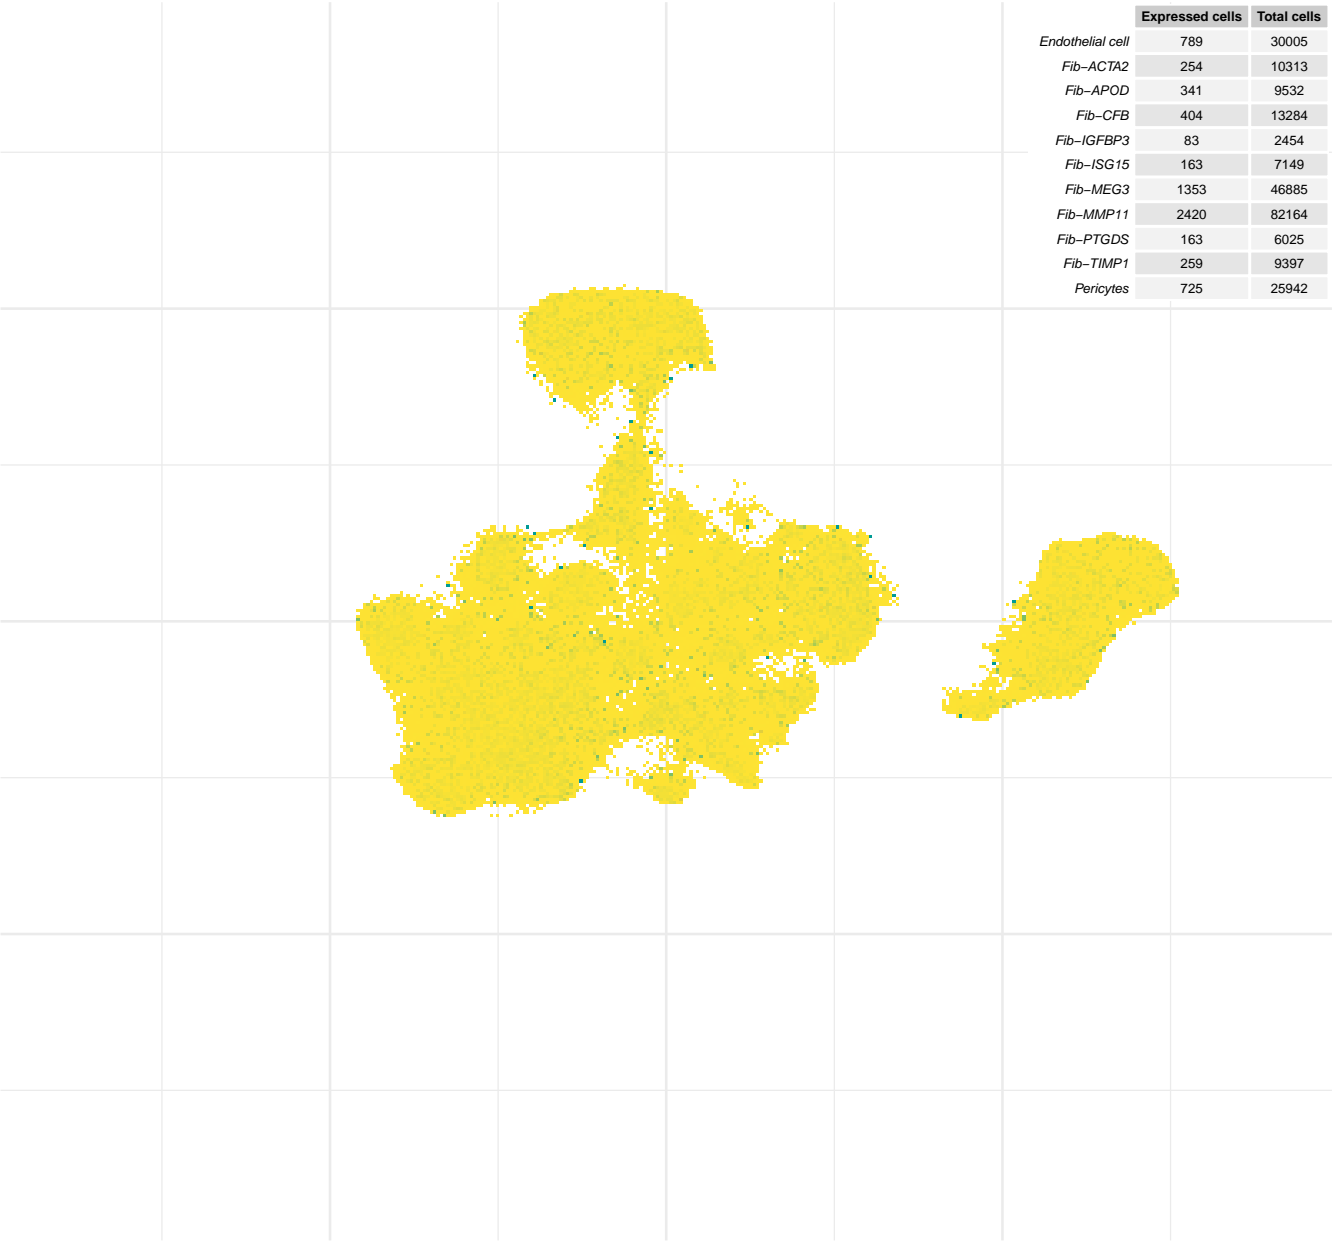 Expressed cells Total cells
Endothelial cell 789 30005
Fib−ACTA2 254 10313
Fib−APOD 341 9532
Fib−CFB 404 13284
Fib−IGFBP3 83 2454
Fib−ISG15 163 7149
Fib−MEG3 1353 46885
Fib−MMP11 2420 82164
Fib−PTGDS 163 6025
Fib−TIMP1 259 9397
Pericytes 725 25942